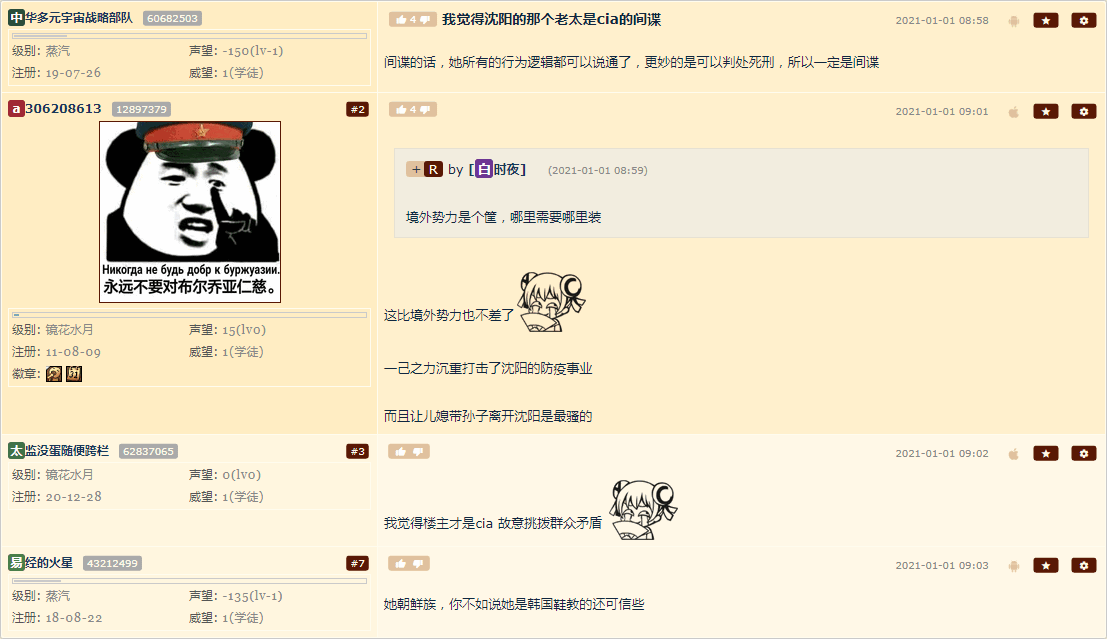 中华多元宇宙战略部队 60682503
级别: 蒸汽 声望: -150(lv-1)
注册: 19-07-26 威望: 1(学徒)
4 我觉得沈阳的那个老太是cia的间谍 2021-01-01 08:58
间谍的话，她所有的行为逻辑都可以说通了，更妙的是可以判处死刑，所以一定是间谍
a306208613 12897379 #2
Никогда не будь добр к буржуазии.
永远不要对布尔乔亚仁慈。
级别: 镜花水月 声望: 15(lv0)
注册: 11-08-09 威望: 1(学徒)
徽章:
4 2021-01-01 09:01
+ R by [白时夜] (2021-01-01 08:59)
境外势力是个筐，哪里需要哪里装
这比境外势力也不差了
一己之力沉重打击了沈阳的防疫事业
而且让儿媳带孙子离开沈阳是最骚的
太监没蛋随便跨栏 62837065 #3
级别: 镜花水月 声望: 0(lv0)
注册: 20-12-28 威望: 1(学徒)
2021-01-01 09:02
我觉得楼主才是cia 故意挑拨群众矛盾
易经的火星 43212499 #7
级别: 蒸汽 声望: -135(lv-1)
注册: 18-08-22 威望: 1(学徒)
2021-01-01 09:03
她朝鲜族，你不如说她是韩国鞋教的还可信些